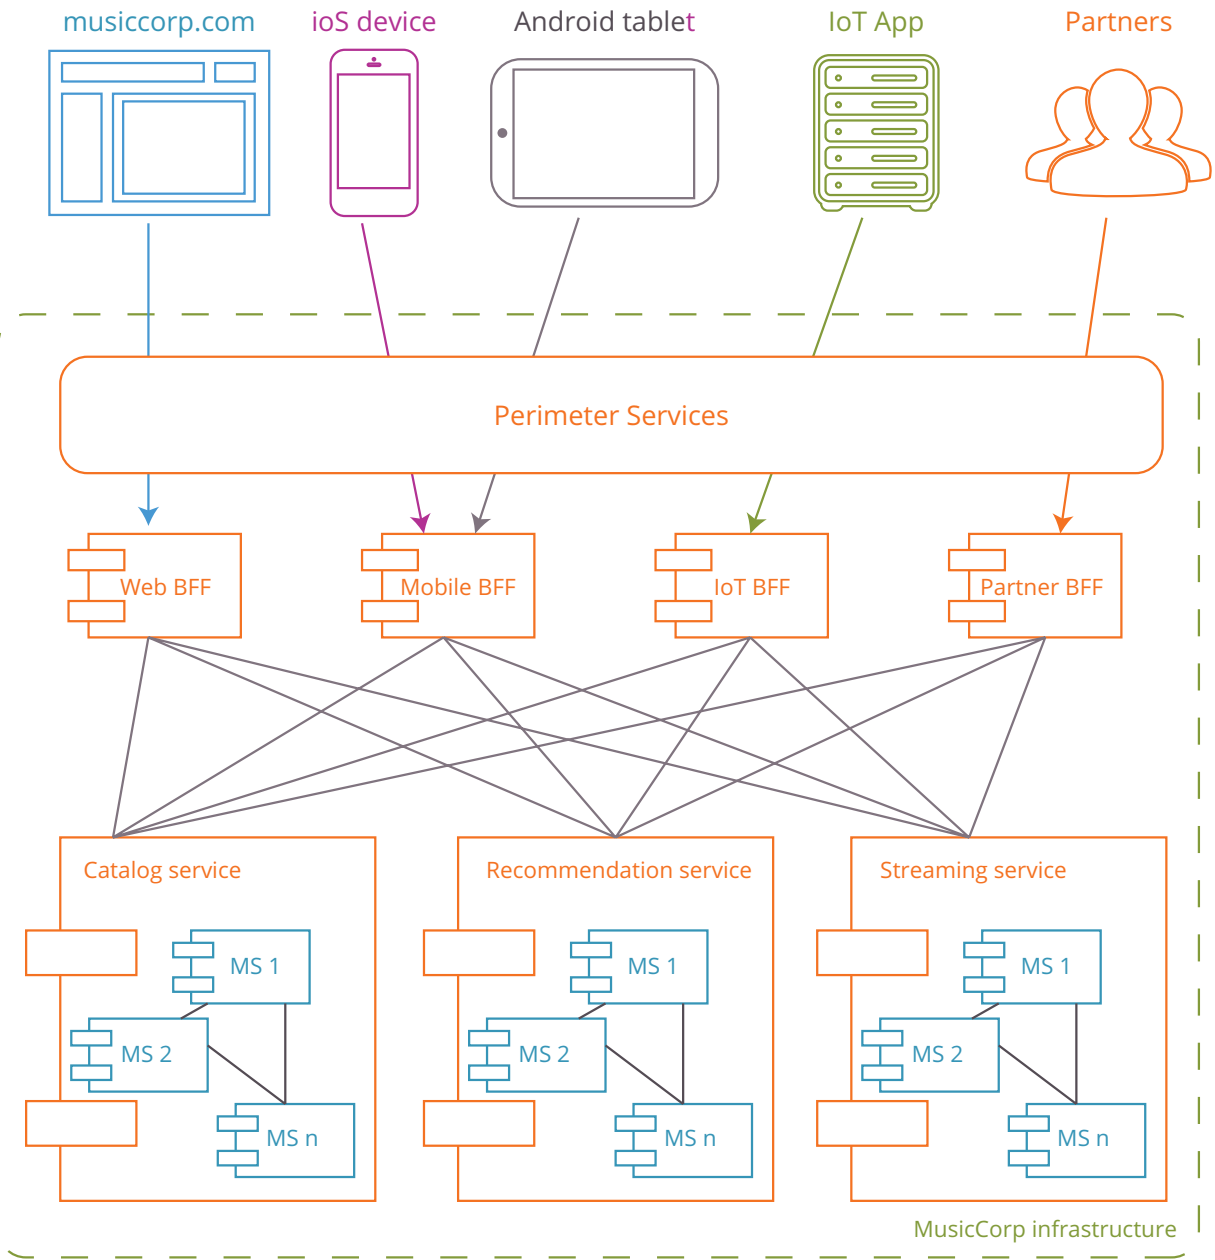 musiccorp.com
ioS device
Android tablet
IoT App
Partners
Perimeter Services
Web BFF
Mobile BFF
IoT BFF
Partner BFF
Catalog service
Recommendation service
Streaming service
MS 1
MS 1
MS 1
MS 2
MS 2
MS 2
MS n
MS n
MS n
MusicCorp infrastructure